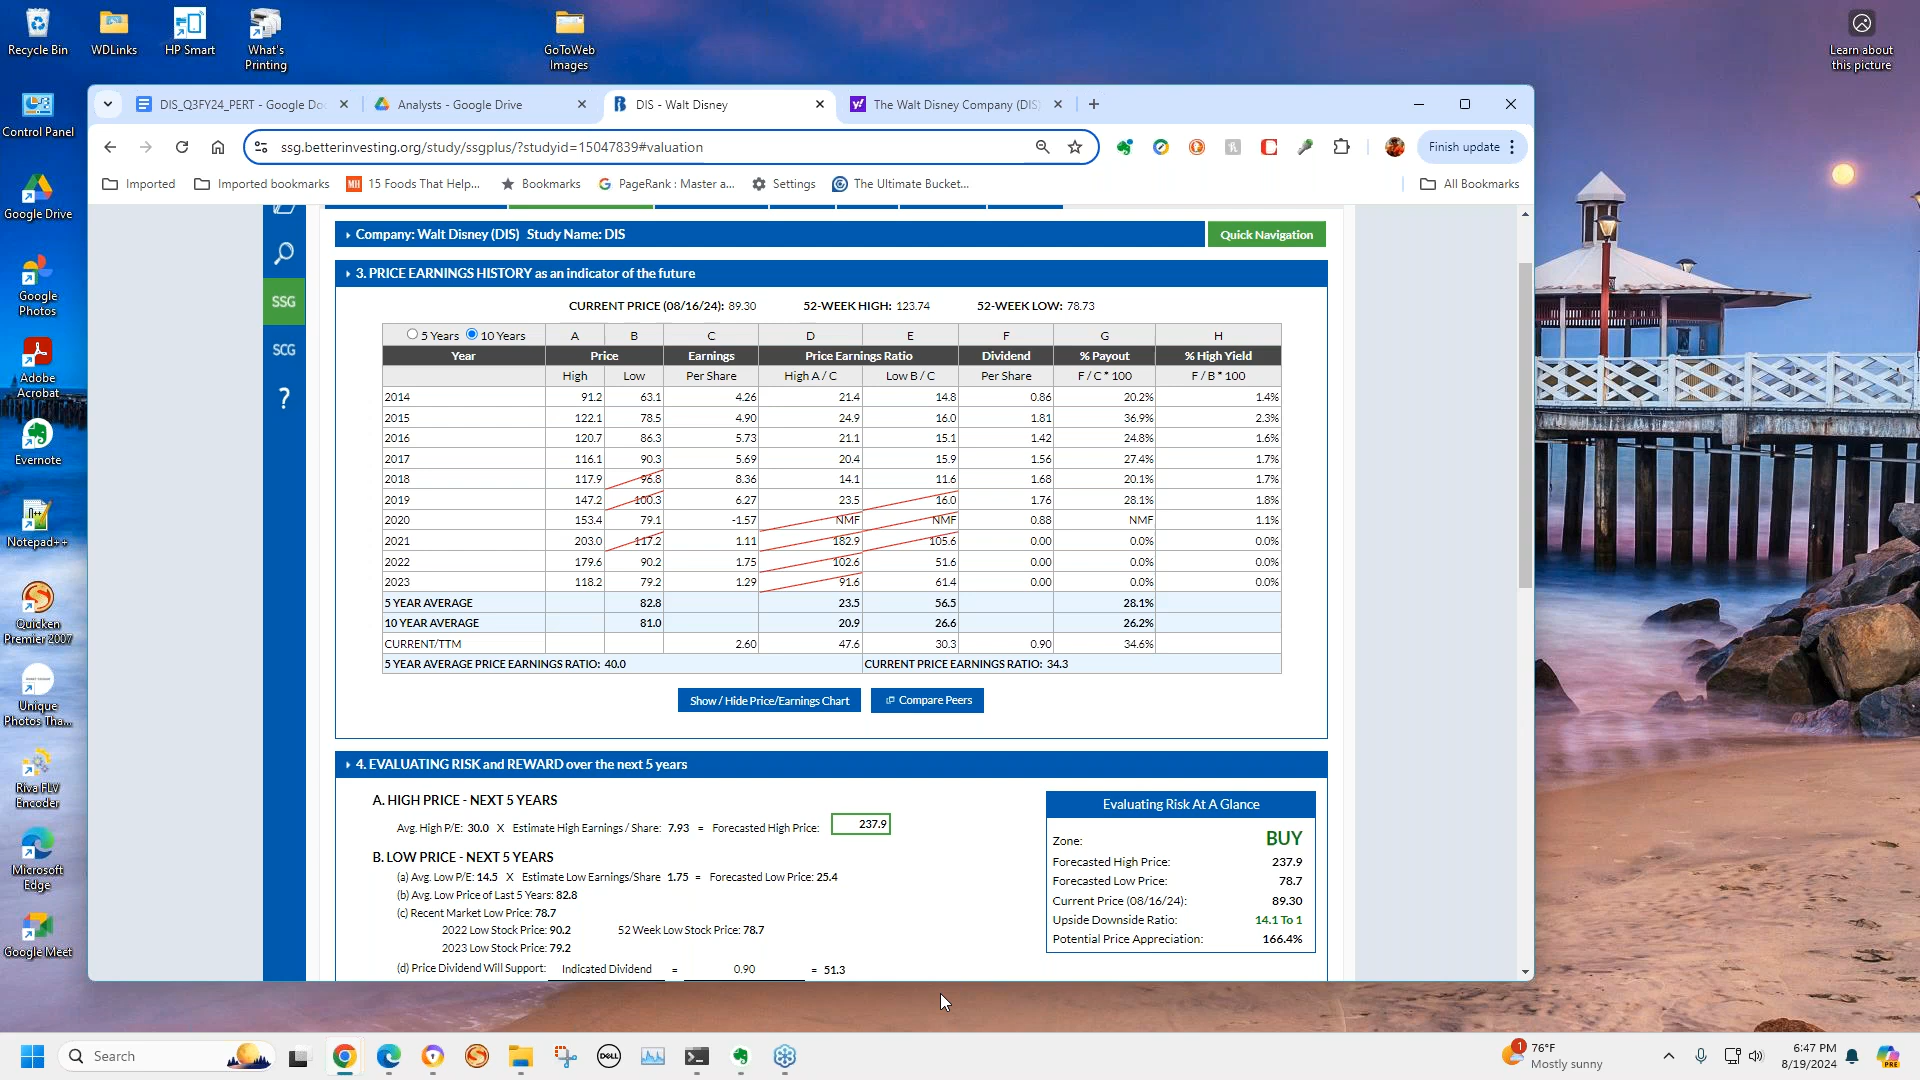 Recycle Bin
WDLinks
HP Smart
What's
Printing
GoToWeb
Images
Learn about
this picture
Control Panel
Google Drive
Google
Photos
Adobe
Acrobat
Evernote
Notepad++
Quicken
Premier 2007
Unique
Photos Tha...
Riva FLV
Encoder
Microsoft
Edge
Google Meet
DIS_Q3FY24_PERT - Google Do
Analysts - Google Drive
DIS - Walt Disney
The Walt Disney Company (DIS)
ssg.betterinvesting.org/study/ssgplus/?studyid=15047839#valuation
Finish update
Imported
Imported bookmarks
MH 15 Foods That Help...
Bookmarks
PageRank : Master a...
Settings
The Ultimate Bucket...
All Bookmarks
SSG
SCG
?
Company: Walt Disney (DIS) Study Name: DIS
Quick Navigation
3. PRICE EARNINGS HISTORY as an indicator of the future
CURRENT PRICE (08/16/24): 89.30 52-WEEK HIGH: 123.74 52-WEEK LOW: 78.73
5 Years 10 Years A B C D E F G H
Year Price Earnings Price Earnings Ratio Dividend % Payout % High Yield
High Low Per Share High A / C Low B / C Per Share F / C * 100 F / B * 100
2014 91.2 63.1 4.26 21.4 14.8 0.86 20.2% 1.4%
2015 122.1 78.5 4.90 24.9 16.0 1.81 36.9% 2.3%
2016 120.7 86.3 5.73 21.1 15.1 1.42 24.8% 1.6%
2017 116.1 90.3 5.69 20.4 15.9 1.56 27.4% 1.7%
2018 117.9 96.8 8.36 14.1 11.6 1.68 20.1% 1.7%
2019 147.2 100.3 6.27 23.5 16.0 1.76 28.1% 1.8%
2020 153.4 79.1 -1.57 NMF NMF 0.88 NMF 1.1%
2021 203.0 117.2 1.11 182.9 105.6 0.00 0.0% 0.0%
2022 179.6 90.2 1.75 102.6 51.6 0.00 0.0% 0.0%
2023 118.2 79.2 1.29 91.6 61.4 0.00 0.0% 0.0%
5 YEAR AVERAGE 82.8 23.5 56.5 28.1%
10 YEAR AVERAGE 81.0 20.9 26.6 26.2%
CURRENT/TTM 2.60 47.6 30.3 0.90 34.6%
5 YEAR AVERAGE PRICE EARNINGS RATIO: 40.0 CURRENT PRICE EARNINGS RATIO: 34.3
Show / Hide Price/Earnings Chart
Compare Peers
4. EVALUATING RISK and REWARD over the next 5 years
A. HIGH PRICE - NEXT 5 YEARS
Avg. High P/E: 30.0 X Estimate High Earnings / Share: 7.93 = Forecasted High Price: 237.9
B. LOW PRICE - NEXT 5 YEARS
(a) Avg. Low P/E: 14.5 X Estimate Low Earnings/Share 1.75 = Forecasted Low Price: 25.4
(b) Avg. Low Price of Last 5 Years: 82.8
(c) Recent Market Low Price: 78.7
2022 Low Stock Price: 90.2 52 Week Low Stock Price: 78.7
2023 Low Stock Price: 79.2
(d) Price Dividend Will Support: Indicated Dividend = 0.90 = 51.3
Evaluating Risk At A Glance
Zone: BUY
Forecasted High Price: 237.9
Forecasted Low Price: 78.7
Current Price (08/16/24): 89.30
Upside Downside Ratio: 14.1 To 1
Potential Price Appreciation: 166.4%
Search
DELL
1
76°F
Mostly sunny
6:47 PM
8/19/2024
PRE